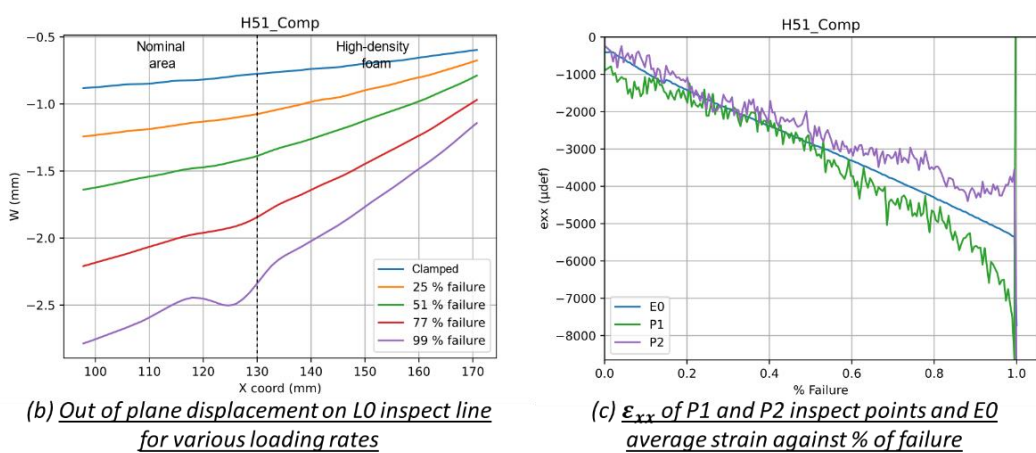 H51_Comp
Nominal
area
High-density
foam
−0.5
−1.0
−1.5
−2.0
−2.5
W (mm)
Clamped
25 % failure
51 % failure
77 % failure
99 % failure
100 110 120 130 140 150 160 170
X coord (mm)
(b) Out of plane displacement on L0 inspect line
for various loading rates
H51_Comp
0
−1000
−2000
−3000
−4000
−5000
−6000
−7000
−8000
exx (μdef)
E0
P1
P2
0.0 0.2 0.4 0.6 0.8 1.0
% Failure
(c) εxx of P1 and P2 inspect points and E0
average strain against % of failure